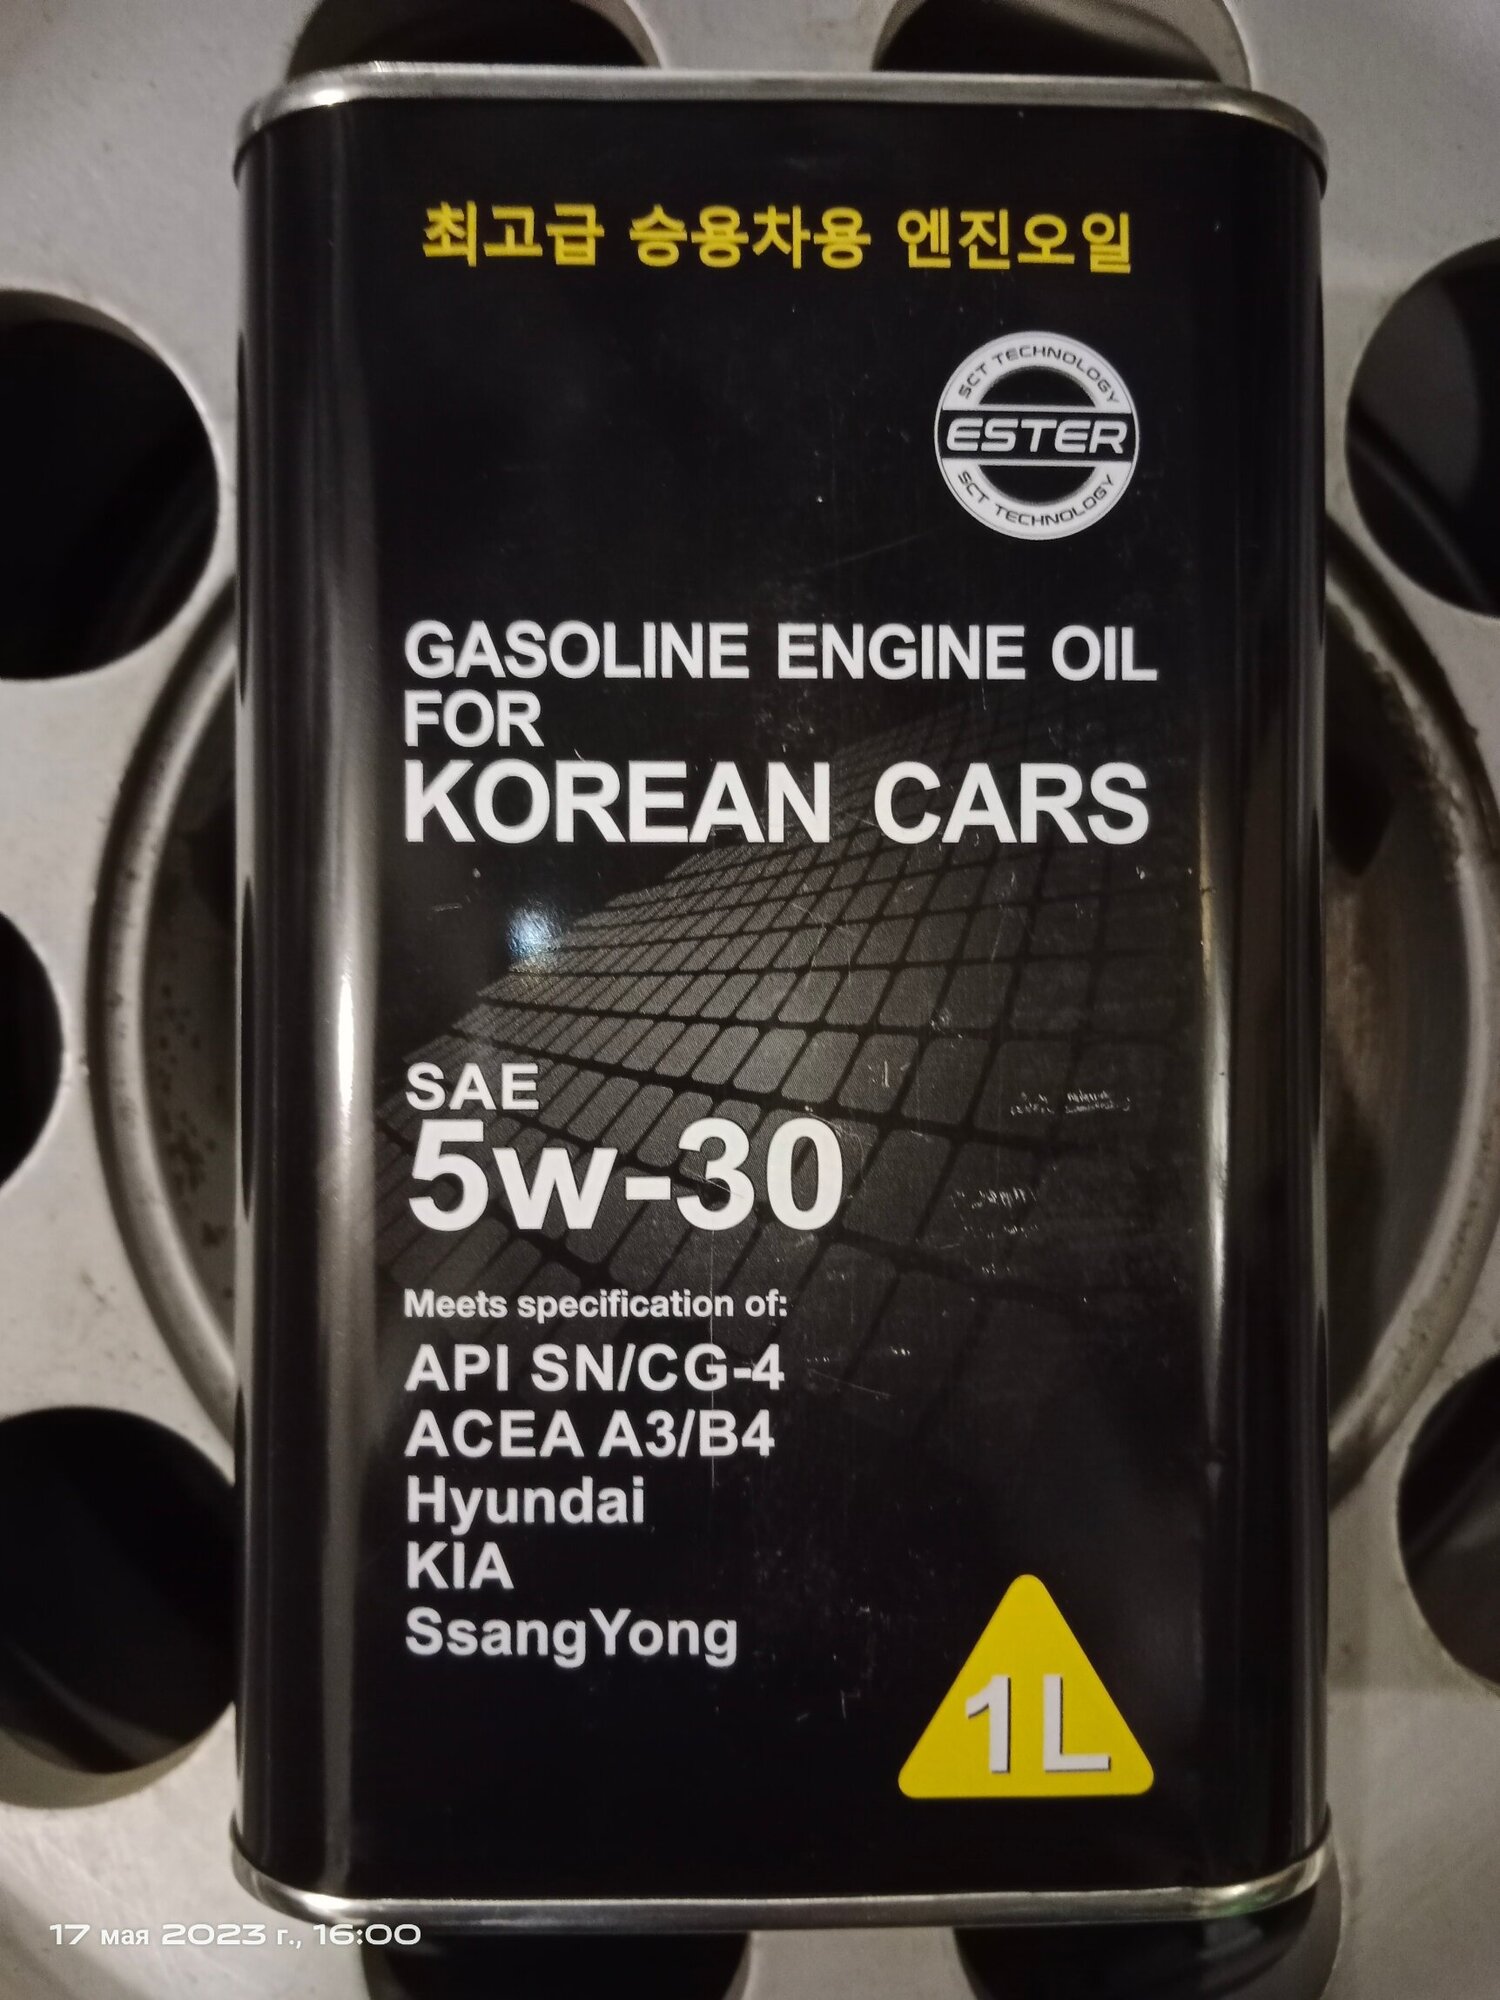 최고급 승용차용 엔진오일
SCT TECHNOLOGY
ESTER
SCT TECHNOLOGY
GASOLINE ENGINE OIL
FOR
KOREAN CARS
SAE
5w-30
Meets specification of:
API SN/CG-4
ACEA A3/B4
Hyundai
KIA
SsangYong
1L
17 мая 2023 г., 16:00